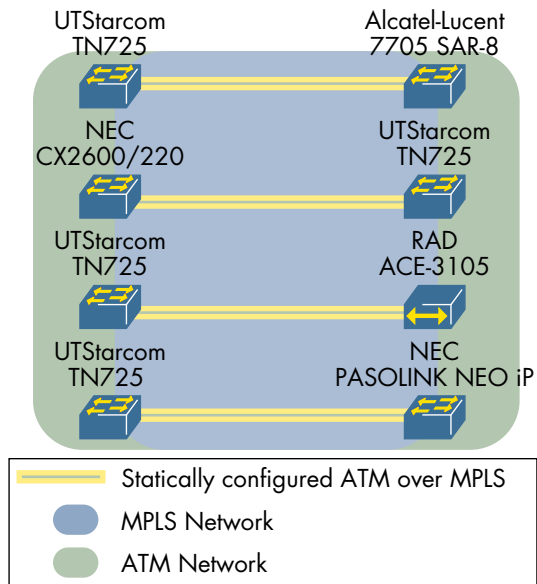 UTStarcom
TN725
Alcatel-Lucent
7705 SAR-8
NEC
CX2600/220
UTStarcom
TN725
UTStarcom
TN725
RAD
ACE-3105
UTStarcom
TN725
NEC
PASOLINK NEO iP
Statically configured ATM over MPLS
MPLS Network
ATM Network